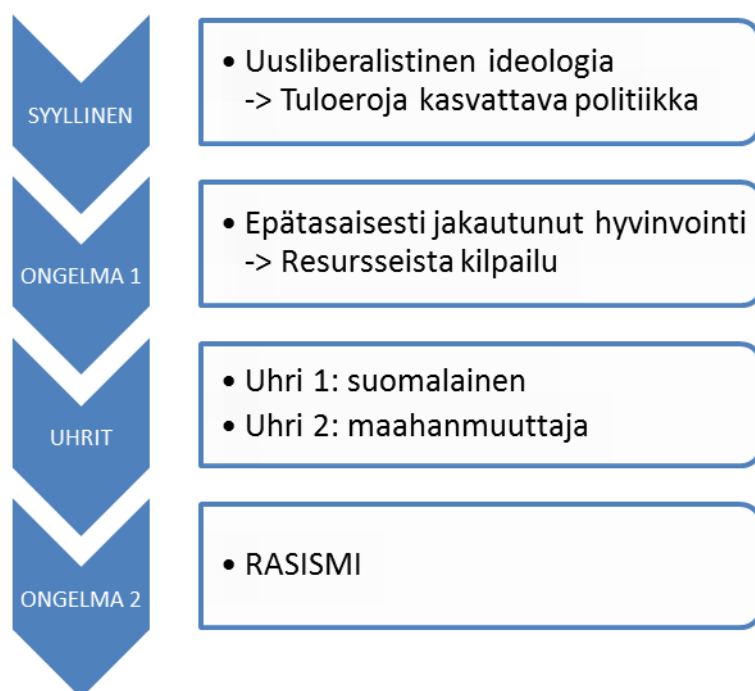 SYYLLINEN
• Uusliberalistinen ideologia
-> Tuloeroja kasvattava politiikka
ONGELMA 1
• Epätasaisesti jakautunut hyvinvointi
-> Resursseista kilpailu
UHRIT
• Uhri 1: suomalainen
• Uhri 2: maahanmuuttaja
ONGELMA 2
• RASISMI